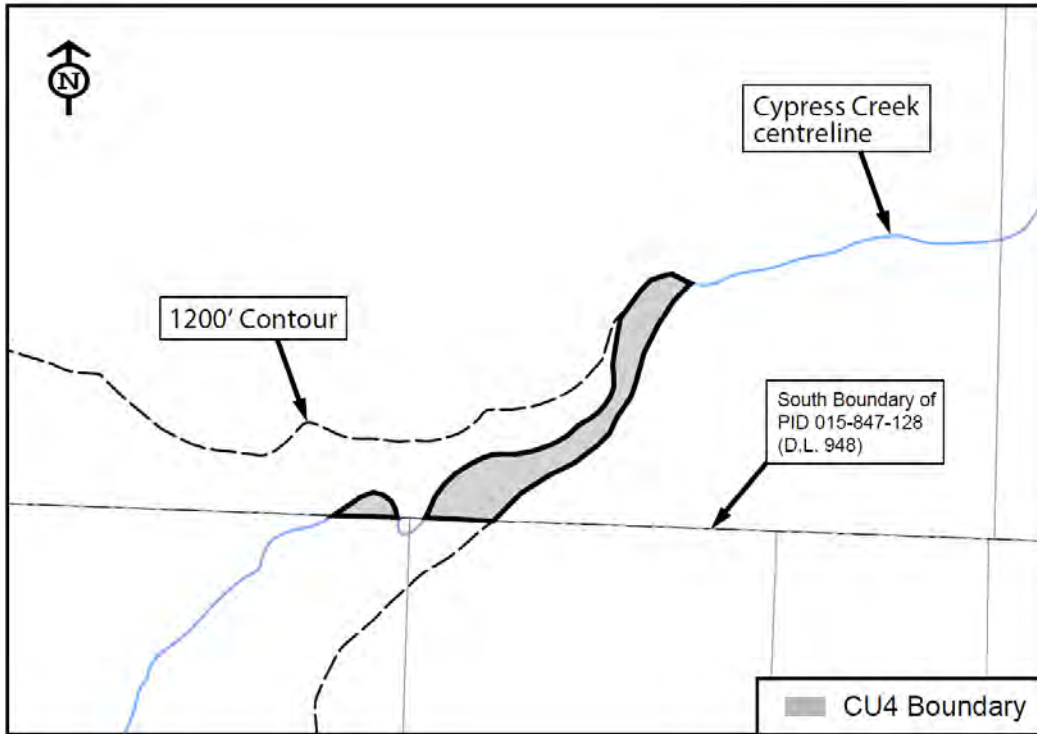 N
Cypress Creek
centreline
1200' Contour
South Boundary of
PID 015-847-128
(D.L. 948)
CU4 Boundary